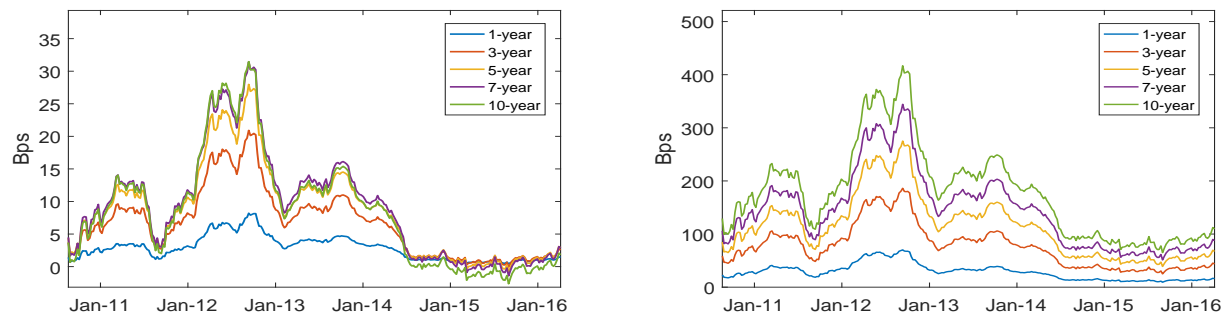 35
30
25
20
15
10
5
0
Bps
Jan-11 Jan-12 Jan-13 Jan-14 Jan-15 Jan-16
1-year
3-year
5-year
7-year
10-year
500
400
300
200
100
0
Bps
Jan-11 Jan-12 Jan-13 Jan-14 Jan-15 Jan-16
1-year
3-year
5-year
7-year
10-year